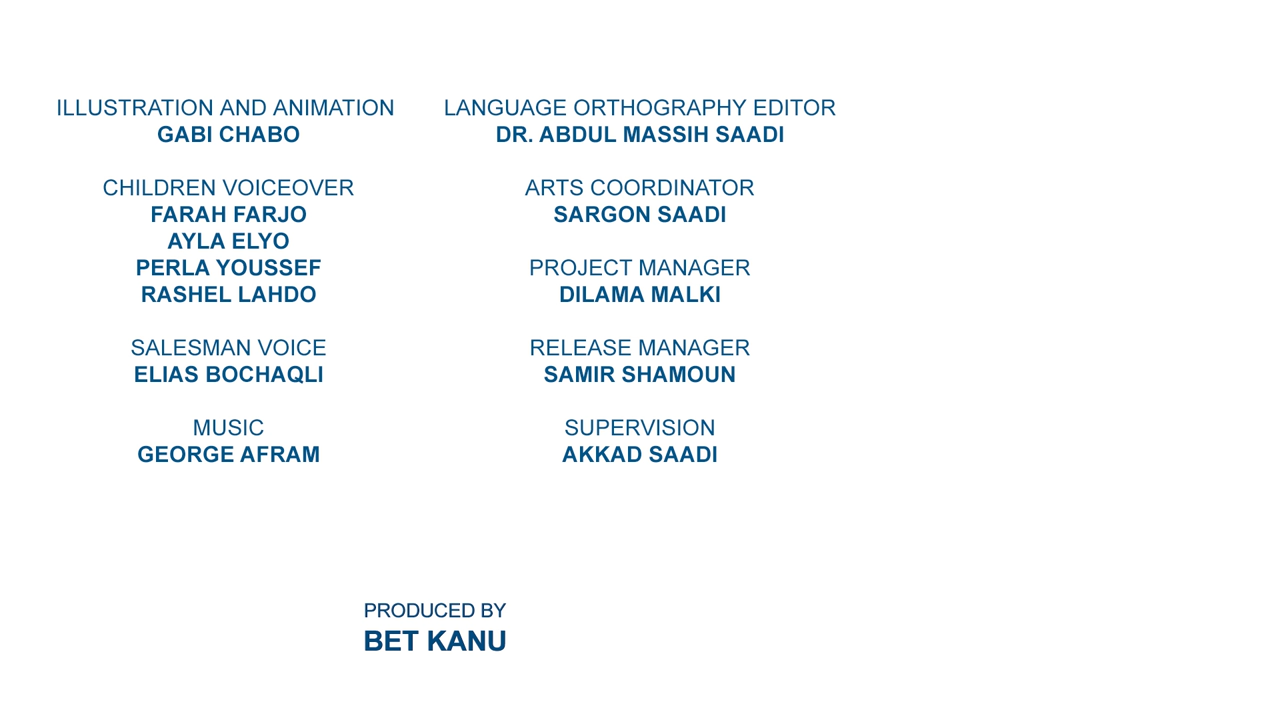 ILLUSTRATION AND ANIMATION
GABI CHABO
CHILDREN VOICEOVER
FARAH FARJO
AYLA ELYO
PERLA YOUSSEF
RASHEL LAHDO
SALESMAN VOICE
ELIAS BOCHAQLI
MUSIC
GEORGE AFRAM
LANGUAGE ORTHOGRAPHY EDITOR
DR. ABDUL MASSIH SAADI
ARTS COORDINATOR
SARGON SAADI
PROJECT MANAGER
DILAMA MALKI
RELEASE MANAGER
SAMIR SHAMOUN
SUPERVISION
AKKAD SAADI
PRODUCED BY
BET KANU